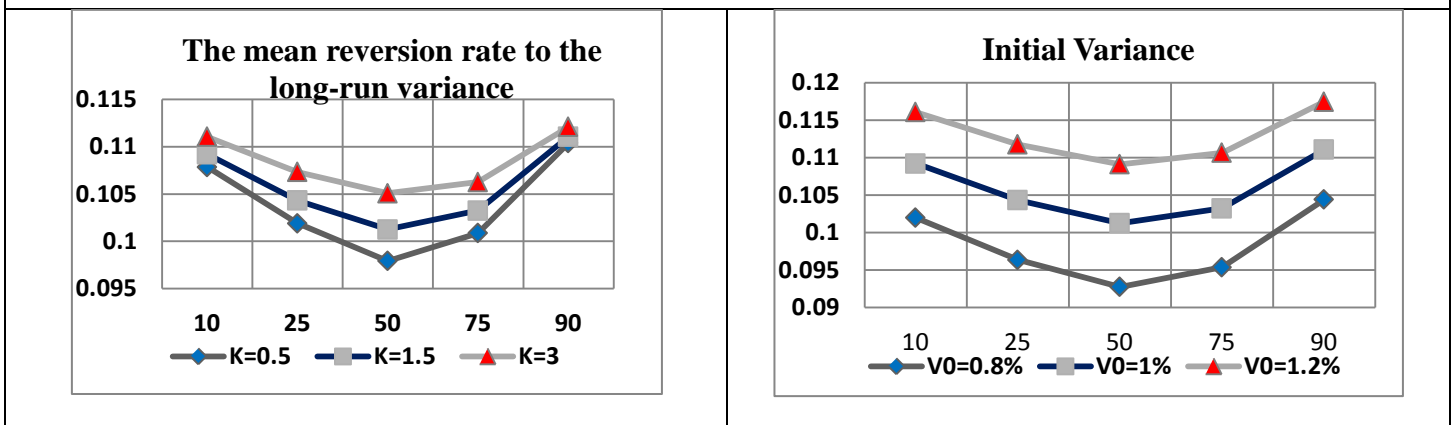 The mean reversion rate to the
long-run variance
0.115
0.11
0.105
0.1
0.095
10 25 50 75 90
K=0.5 K=1.5 K=3
Initial Variance
0.12
0.115
0.11
0.105
0.1
0.095
0.09
10 25 50 75 90
V0=0.8% V0=1% V0=1.2%